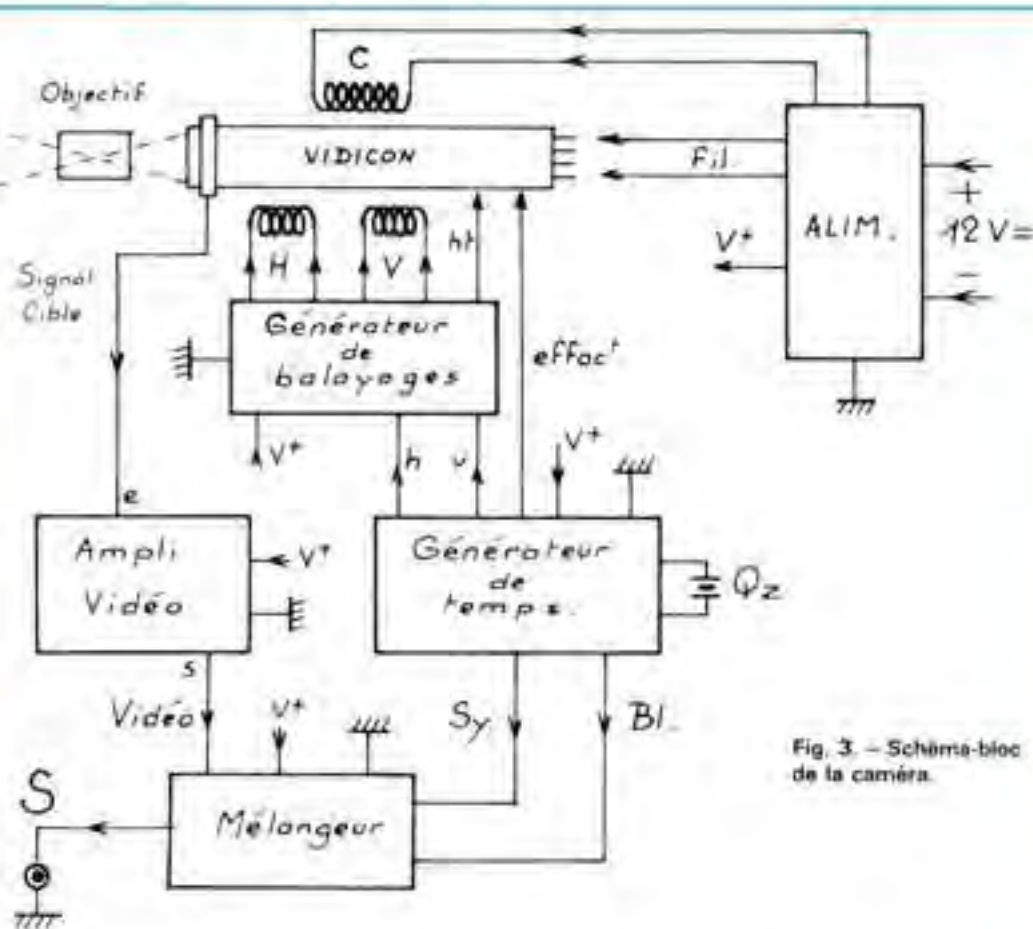 C
Objectif
VIDICON
Fil.
ALIM.
+
12 V=
−
V+
Signal
Cible
H
V
ht
effact
Générateur
de
balayages
V+
h
v
V+
e
Ampli
Vidéo
V+
Générateur
de
temps.
Qz
s
Vidéo
V+
Sy
Bl.
S
Mélangeur
Fig. 3. – Schéma-bloc
de la caméra.